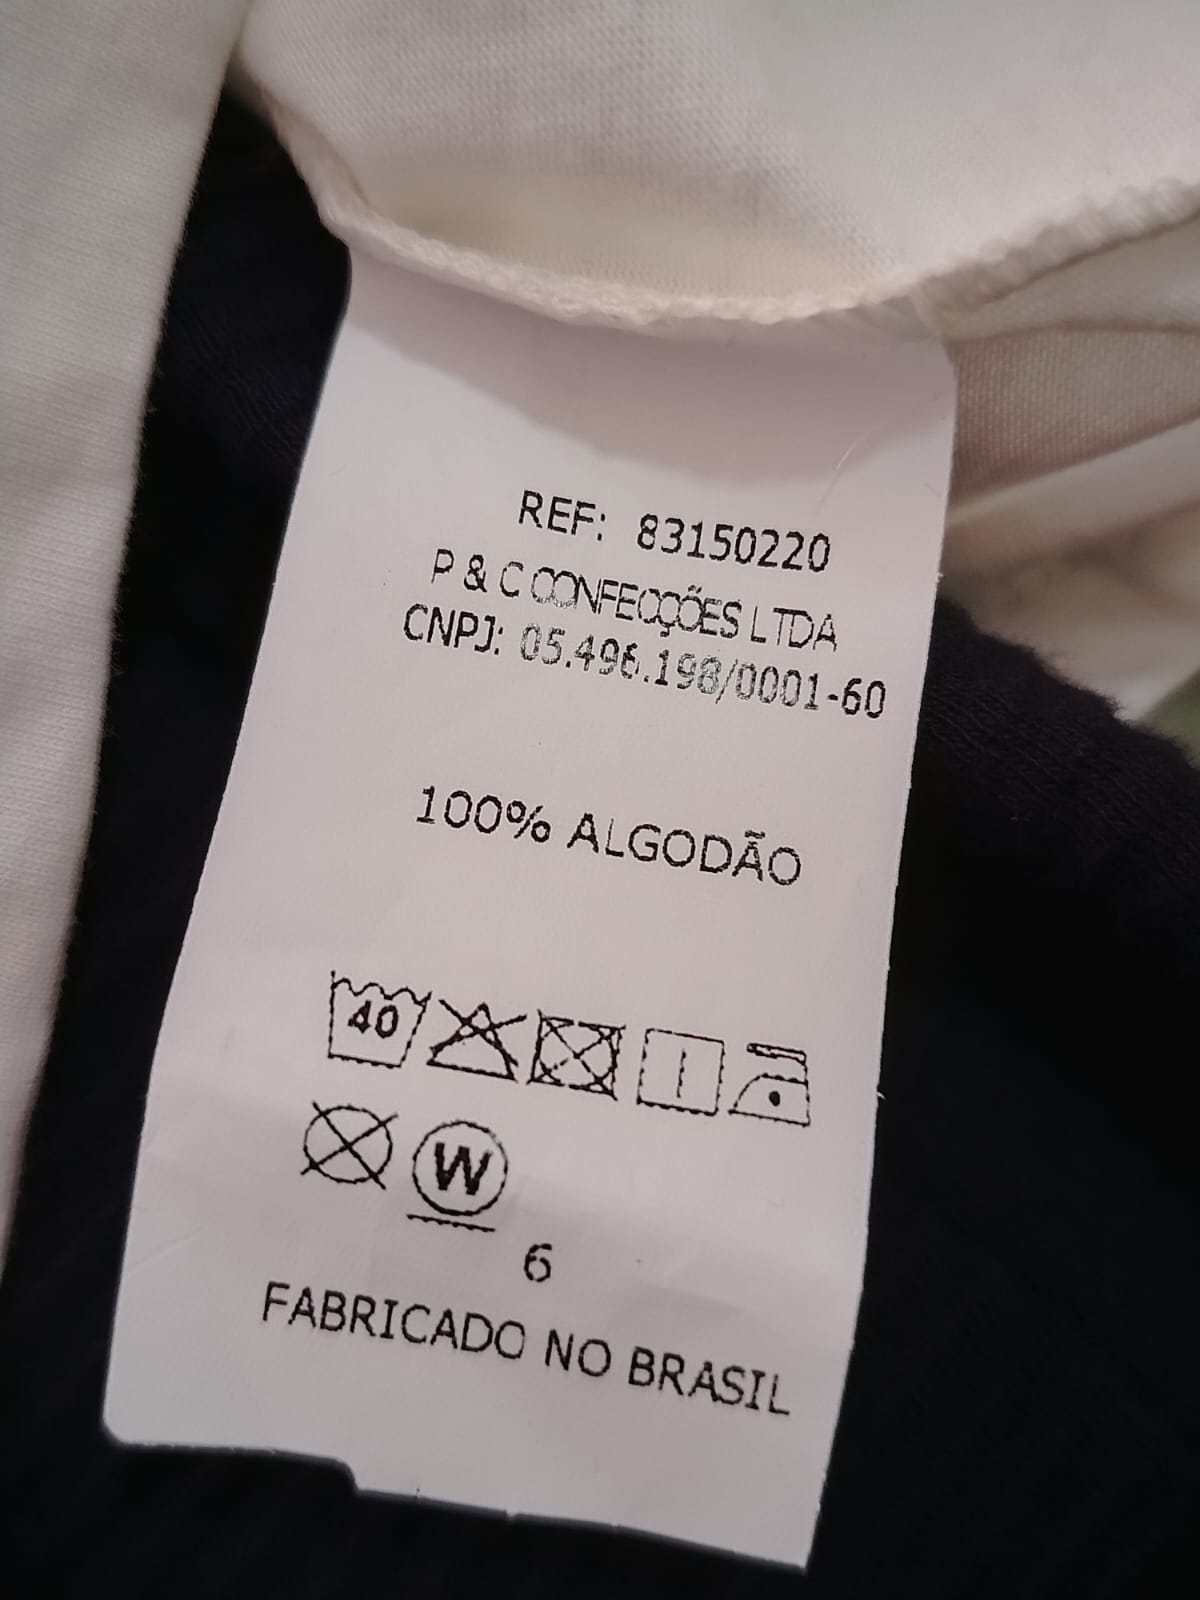 REF: 83150220
P & C CONFECÇÕES LTDA
CNPJ: 05.496.198/0001-60
100% ALGODÃO
40
W
6
FABRICADO NO BRASIL